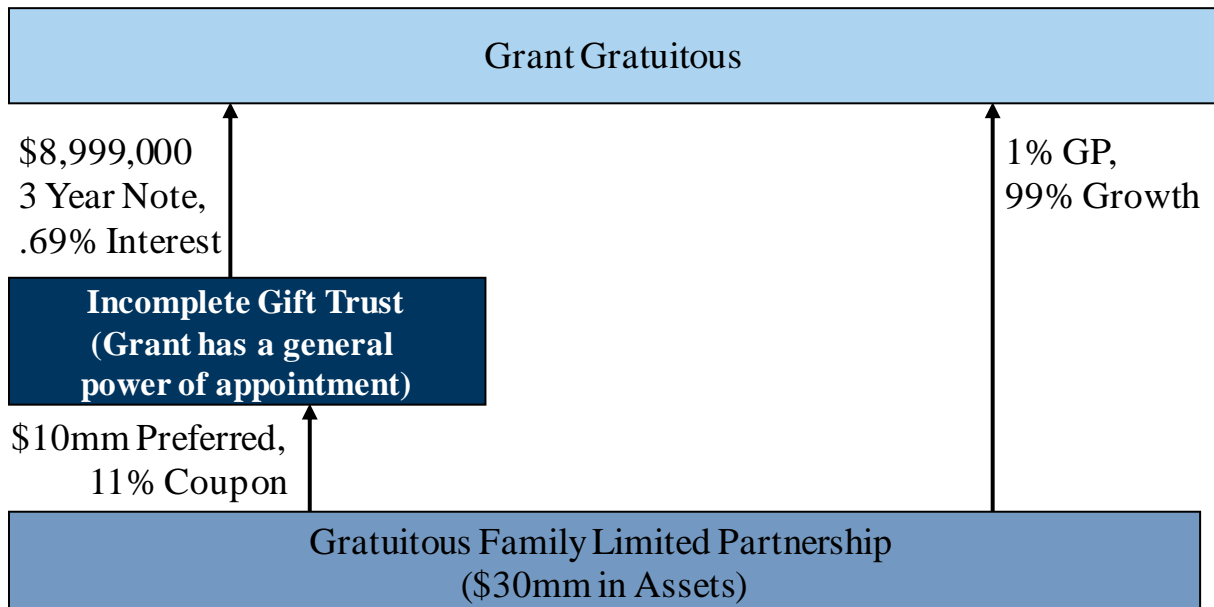 Grant Gratuitous
$8,999,000
3 Year Note,
.69% Interest
1% GP,
99% Growth
Incomplete Gift Trust
(Grant has a general
power of appointment)
$10mm Preferred,
11% Coupon
Gratuitous Family Limited Partnership
($30mm in Assets)